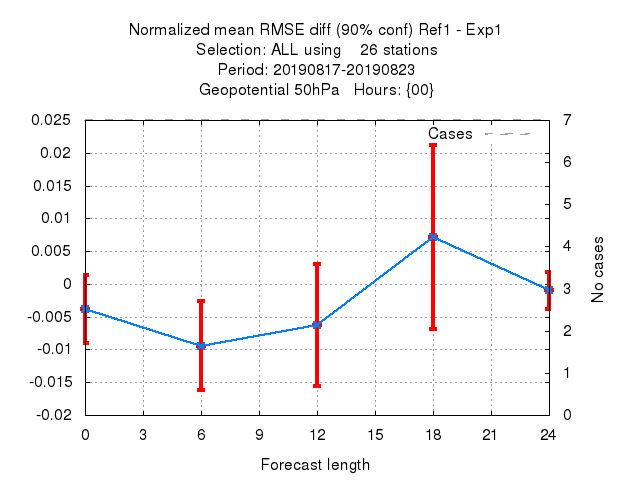 Normalized mean RMSE diff (90% conf) Ref1 - Exp1
Selection: ALL using    26 stations
Period: 20190817-20190823
Geopotential 50hPa   Hours: {00}
Cases
0.025
0.02
0.015
0.01
0.005
0
-0.005
-0.01
-0.015
-0.02
7
6
5
4
3
2
1
0
No cases
0 3 6 9 12 15 18 21 24
Forecast length